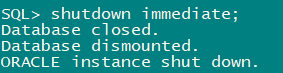 SQL> shutdown immediate;
Database closed.
Database dismounted.
ORACLE instance shut down.